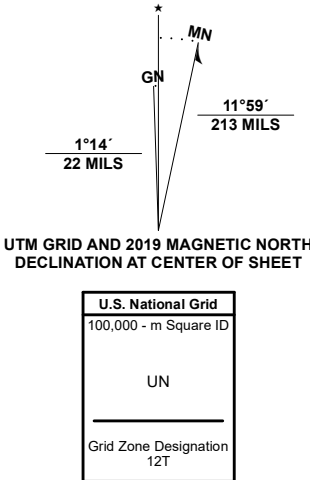 ★
MN
GN
11°59´
213 MILS
1°14´
22 MILS
UTM GRID AND 2019 MAGNETIC NORTH
DECLINATION AT CENTER OF SHEET
U.S. National Grid
100,000 - m Square ID
UN
Grid Zone Designation
12T